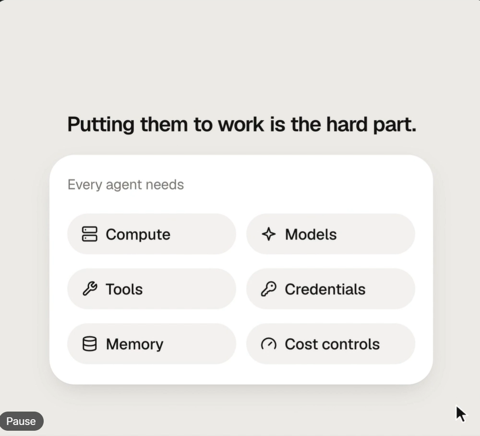 Putting them to work is the hard part.
Every agent needs
Compute
Models
Tools
Credentials
Memory
Cost controls
Pause